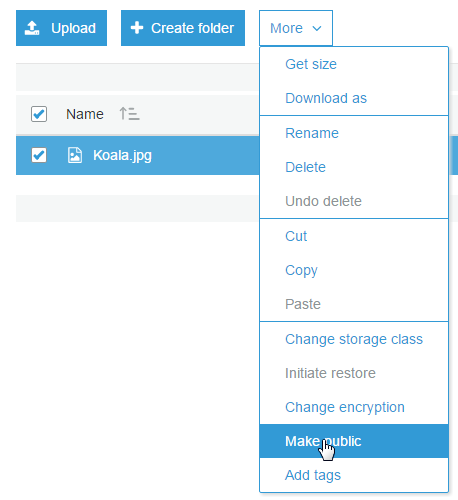 Upload
Create folder
More
Get size
Download as
Name
Rename
Koala.jpg
Delete
Undo delete
Cut
Copy
Paste
Change storage class
Initiate restore
Change encryption
Make public
Add tags